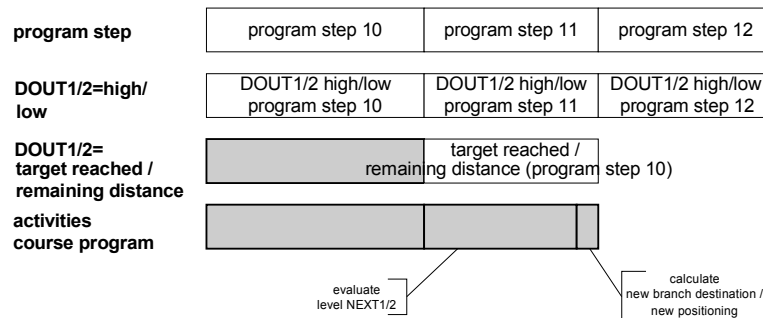 program step
program step 10
program step 11
program step 12
DOUT1/2=high/
low
DOUT1/2 high/low
program step 10
DOUT1/2 high/low
program step 11
DOUT1/2 high/low
program step 12
DOUT1/2=
target reached /
remaining distance
target reached /
remaining distance (program step 10)
activities
course program
evaluate
level NEXT1/2
calculate
new branch destination /
new positioning